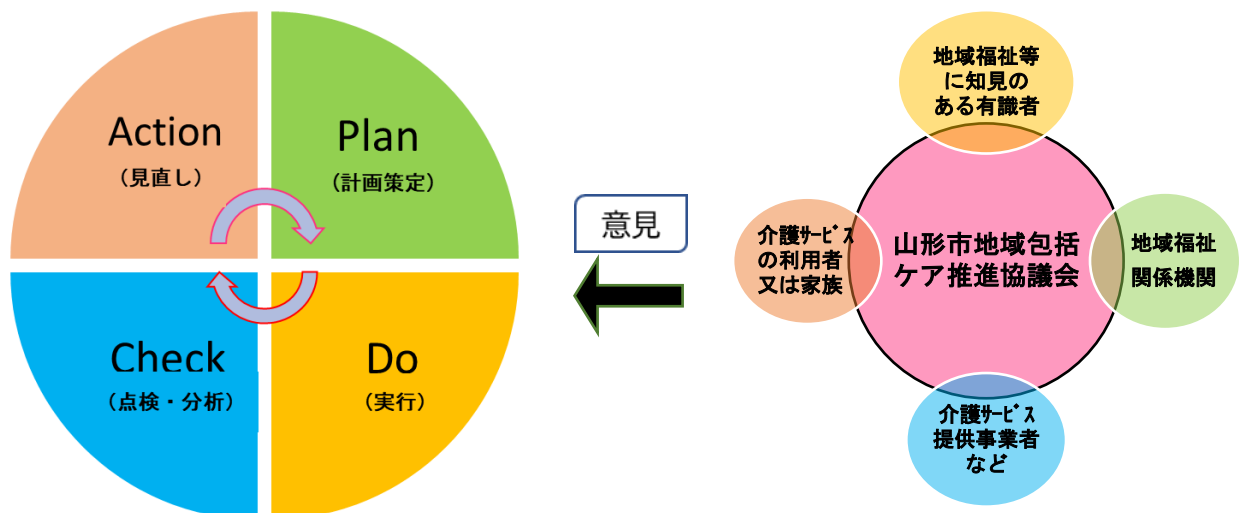 Action
（見直し）
Plan
（計画策定）
Check
（点検・分析）
Do
（実行）
意見
地域福祉等
に知見の
ある有識者
介護ｻｰﾋﾞｽ
の利用者
又は家族
山形市地域包括
ケア推進協議会
地域福祉
関係機関
介護ｻｰﾋﾞｽ
提供事業者
など